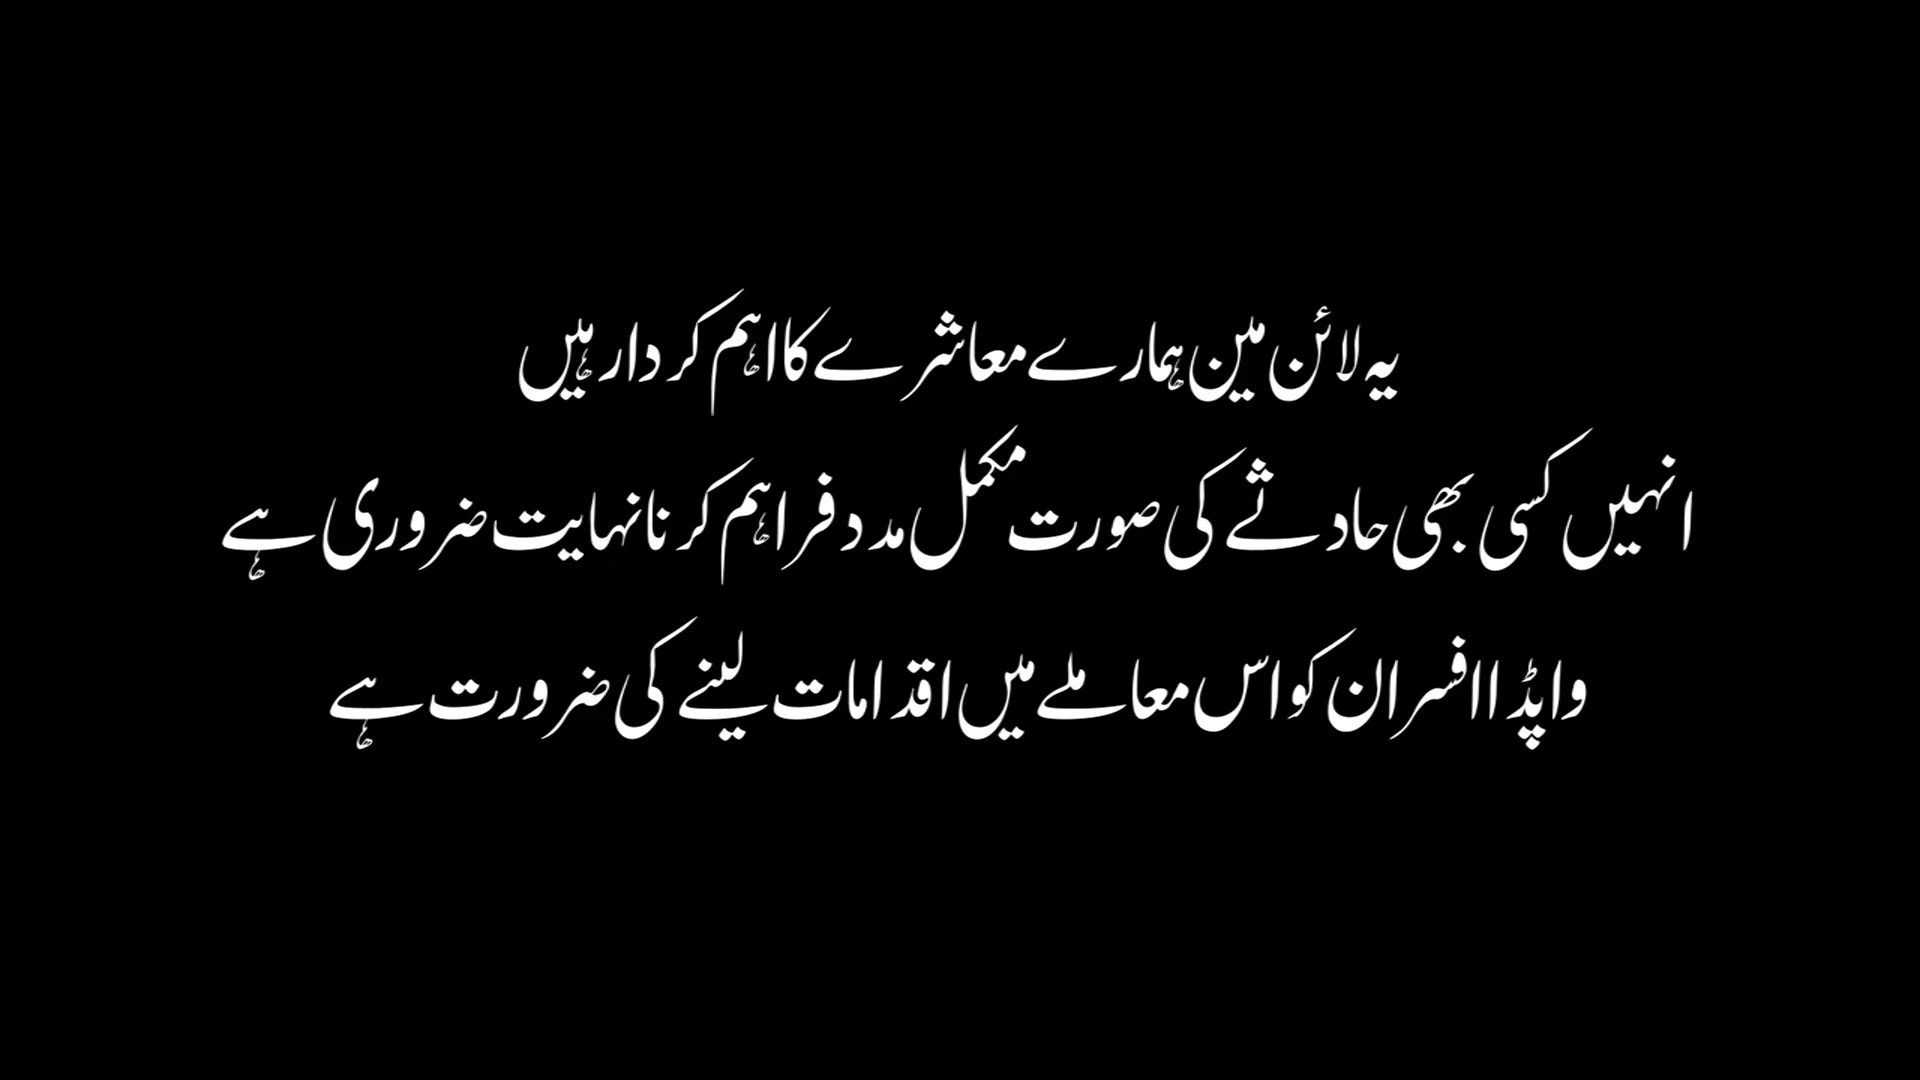 یہ لائن مین ہمارے معاشرے کا اہم کردار ہیں
انہیں کسی بھی حادثے کی صورت مکمل مدد فراہم کرنا نہایت ضروری ہے
واپڈا افسران کو اس معاملے میں اقدامات لینے کی ضرورت ہے